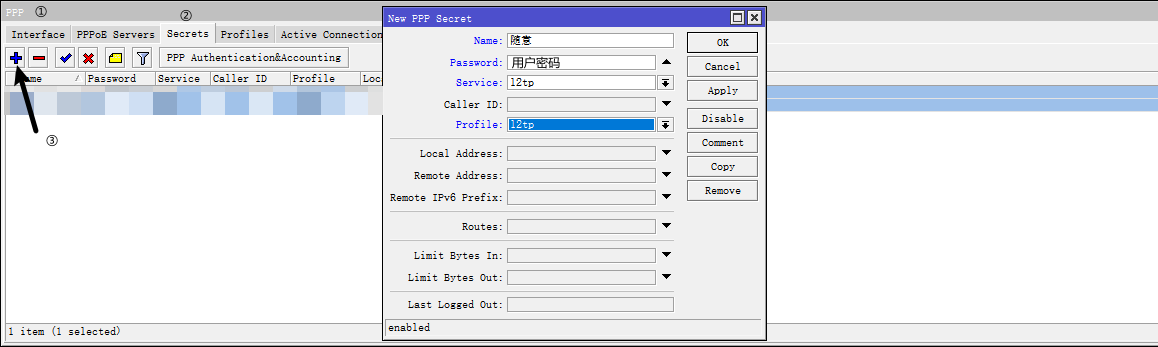 PPP ①
②
Interface PPPoE Servers Secrets Profiles Active Connection
PPP Authentication&Accounting
Name / Password Service Caller ID Profile Loc
③
1 item (1 selected)
New PPP Secret
Name: 随意
Password: 用户密码
Service: l2tp
Caller ID:
Profile: l2tp
Local Address:
Remote Address:
Remote IPv6 Prefix:
Routes:
Limit Bytes In:
Limit Bytes Out:
Last Logged Out:
enabled
OK
Cancel
Apply
Disable
Comment
Copy
Remove